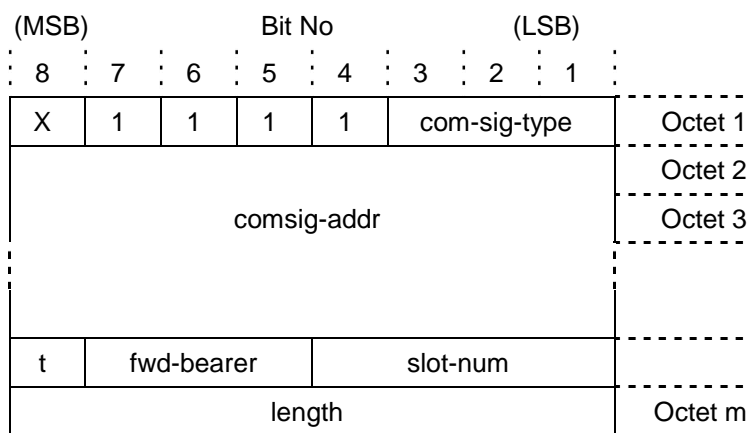 (MSB) Bit No (LSB)
8 7 6 5 4 3 2 1
X 1 1 1 1 com-sig-type Octet 1
Octet 2
comsig-addr Octet 3
t fwd-bearer slot-num
length Octet m